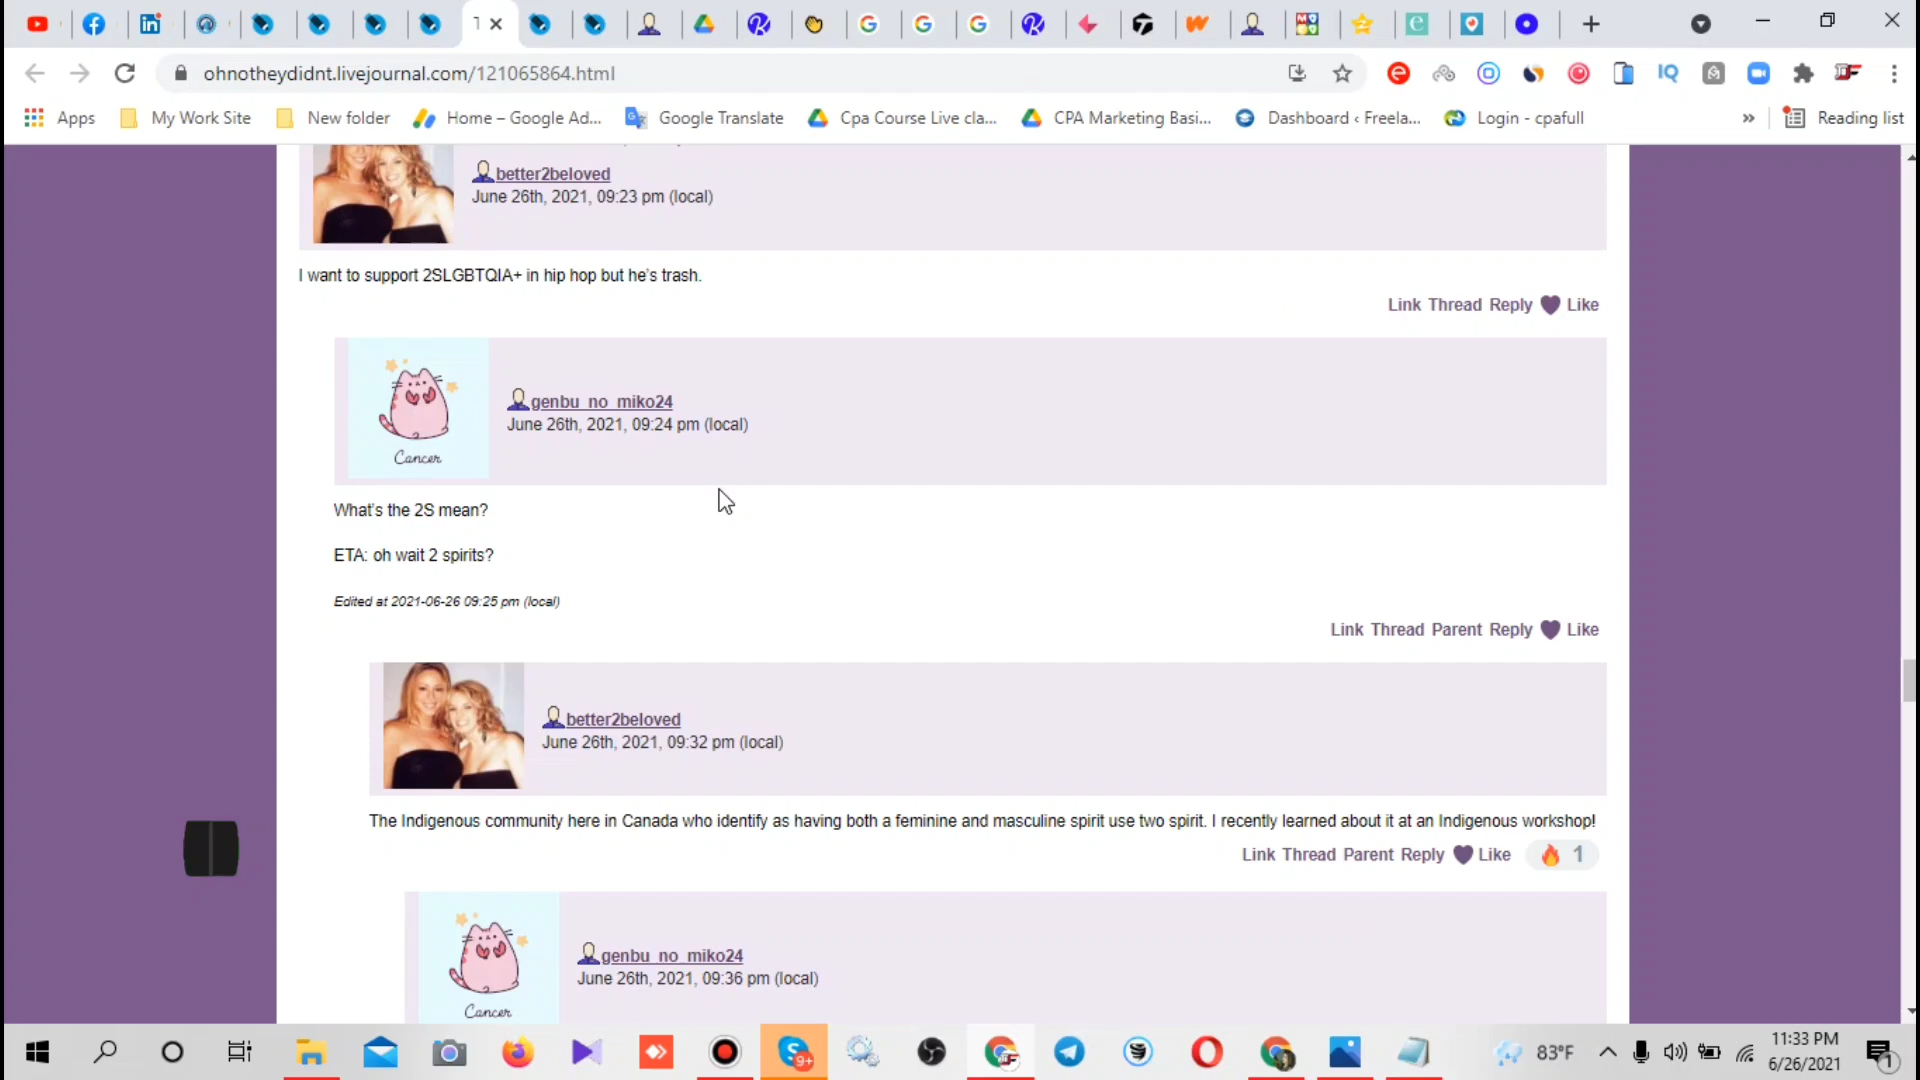 ohnotheydidnt.livejournal.com/121065864.html
Apps My Work Site New folder Home – Google Ad... Google Translate Cpa Course Live cla... CPA Marketing Basi... Dashboard ‹ Freela... Login - cpafull » Reading list
better2beloved
June 26th, 2021, 09:23 pm (local)
I want to support 2SLGBTQIA+ in hip hop but he's trash.
Link Thread Reply Like
Cancer
genbu_no_miko24
June 26th, 2021, 09:24 pm (local)
What's the 2S mean?
ETA: oh wait 2 spirits?
Edited at 2021-06-26 09:25 pm (local)
Link Thread Parent Reply Like
better2beloved
June 26th, 2021, 09:32 pm (local)
The Indigenous community here in Canada who identify as having both a feminine and masculine spirit use two spirit. I recently learned about it at an Indigenous workshop!
Link Thread Parent Reply Like 1
Cancer
genbu_no_miko24
June 26th, 2021, 09:36 pm (local)
9+
83°F
11:33 PM
6/26/2021
1